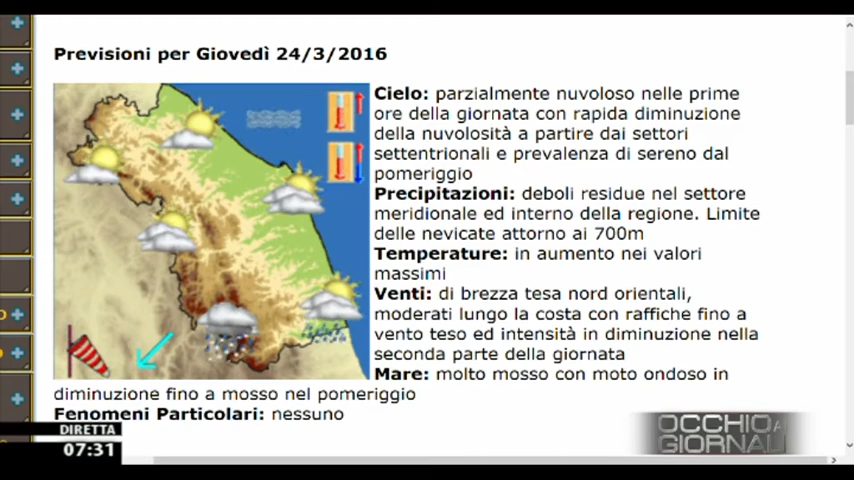 Previsioni per Giovedì 24/3/2016
Cielo: parzialmente nuvoloso nelle prime
ore della giornata con rapida diminuzione
della nuvolosità a partire dai settori
settentrionali e prevalenza di sereno dal
pomeriggio
Precipitazioni: deboli residue nel settore
meridionale ed interno della regione. Limite
delle nevicate attorno ai 700m
Temperature: in aumento nei valori
massimi
Venti: di brezza tesa nord orientali,
moderati lungo la costa con raffiche fino a
vento teso ed intensità in diminuzione nella
seconda parte della giornata
Mare: molto mosso con moto ondoso in
diminuzione fino a mosso nel pomeriggio
Fenomeni Particolari: nessuno
DIRETTA
07:31
OCCHIO AI
GIORNALI